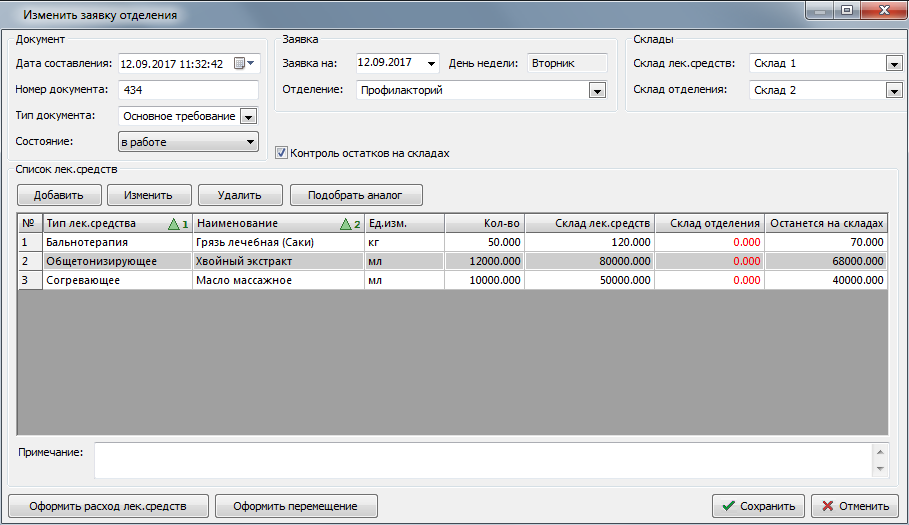 Изменить заявку отделения
Документ
Дата составления: 12.09.2017 11:32:42
Номер документа: 434
Тип документа: Основное требование
Состояние: в работе
Заявка
Заявка на: 12.09.2017 День недели: Вторник
Отделение: Профилакторий
Склады
Склад лек.средств: Склад 1
Склад отделения: Склад 2
Контроль остатков на складах
Список лек.средств
Добавить Изменить Удалить Подобрать аналог
№ Тип лек.средства 1 Наименование 2 Ед.изм. Кол-во Склад лек.средств Склад отделения Останется на складах
1 Бальнотерапия Грязь лечебная (Саки) кг 50.000 120.000 0.000 70.000
2 Общетонизирующее Хвойный экстракт мл 12000.000 80000.000 0.000 68000.000
3 Согревающее Масло массажное мл 10000.000 50000.000 0.000 40000.000
Примечание:
Оформить расход лек.средств Оформить перемещение Сохранить Отменить